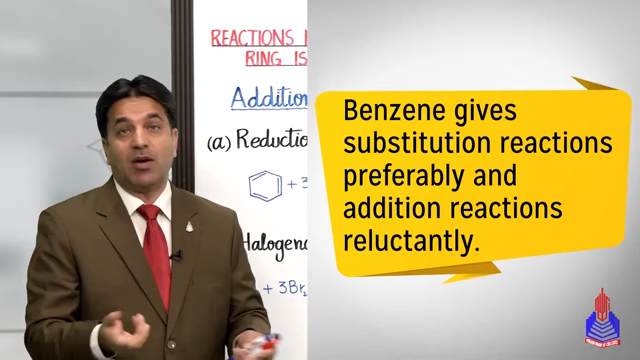 REACTIONS I
RING IS
Addition
(a) Reductio
+ 3
Halogena
+ 3Br₂
Benzene gives
substitution reactions
preferably and
addition reactions
reluctantly.